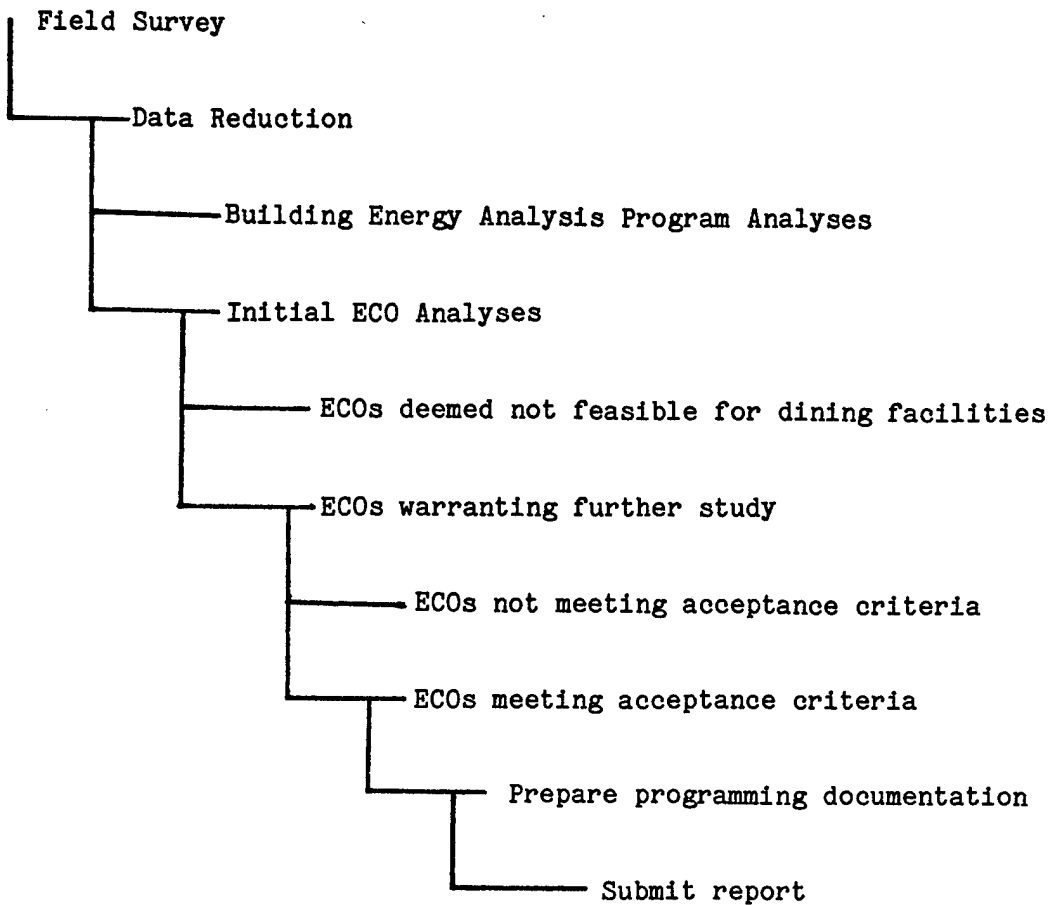 Field Survey
Data Reduction
Building Energy Analysis Program Analyses
Initial ECO Analyses
ECOs deemed not feasible for dining facilities
ECOs warranting further study
ECOs not meeting acceptance criteria
ECOs meeting acceptance criteria
Prepare programming documentation
Submit report